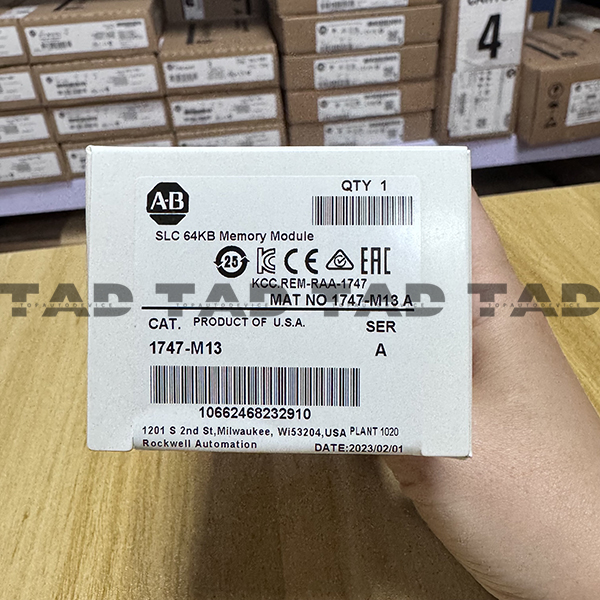 4
A-B
QTY 1
SLC 64KB Memory Module
25
C CE EAC
KCC.REM-RAA-1747
MAT NO 1747-M13 A
TAD TAD TAD TAD
TOPAUTODEVICE
CAT. PRODUCT OF U.S.A. SER
1747-M13 A
10662468232910
1201 S 2nd St,Milwaukee, Wi53204,USA PLANT 1020
Rockwell Automation DATE:2023/02/01